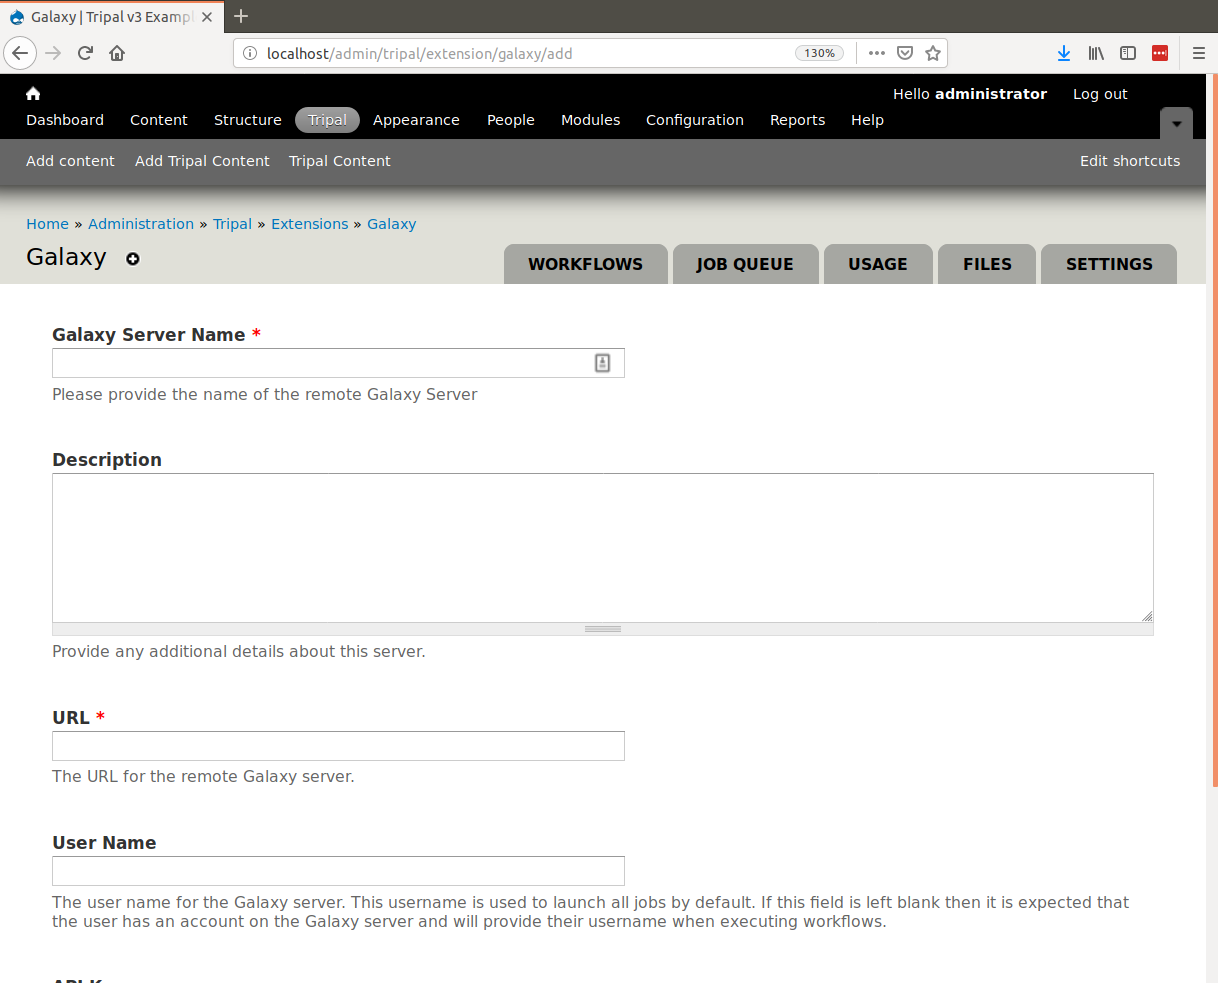 Galaxy | Tripal v3 Exampl
localhost/admin/tripal/extension/galaxy/add
130%
Hello administrator
Log out
Dashboard
Content
Structure
Tripal
Appearance
People
Modules
Configuration
Reports
Help
Add content
Add Tripal Content
Tripal Content
Edit shortcuts
Home » Administration » Tripal » Extensions » Galaxy
Galaxy
WORKFLOWS
JOB QUEUE
USAGE
FILES
SETTINGS
Galaxy Server Name *
Please provide the name of the remote Galaxy Server
Description
Provide any additional details about this server.
URL *
The URL for the remote Galaxy server.
User Name
The user name for the Galaxy server. This username is used to launch all jobs by default. If this field is left blank then it is expected that
the user has an account on the Galaxy server and will provide their username when executing workflows.